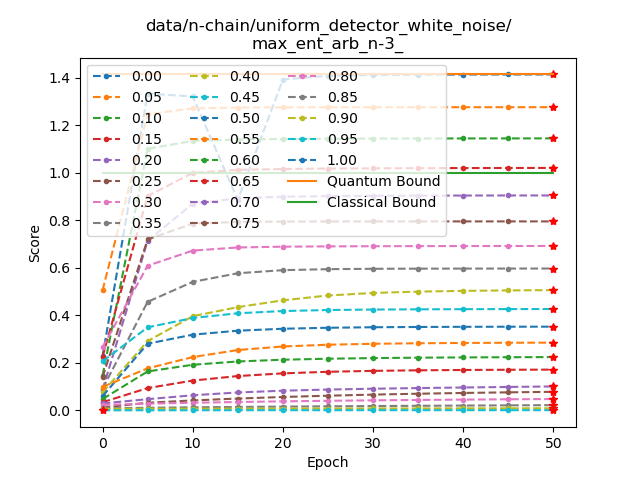 data/n-chain/uniform_detector_white_noise/
max_ent_arb_n-3_
Score
1.4
1.2
1.0
0.8
0.6
0.4
0.2
0.0
0.00 0.40 0.80
0.05 0.45 0.85
0.10 0.50 0.90
0.15 0.55 0.95
0.20 0.60 1.00
0.25 0.65 Quantum Bound
0.30 0.70 Classical Bound
0.35 0.75
0 10 20 30 40 50
Epoch